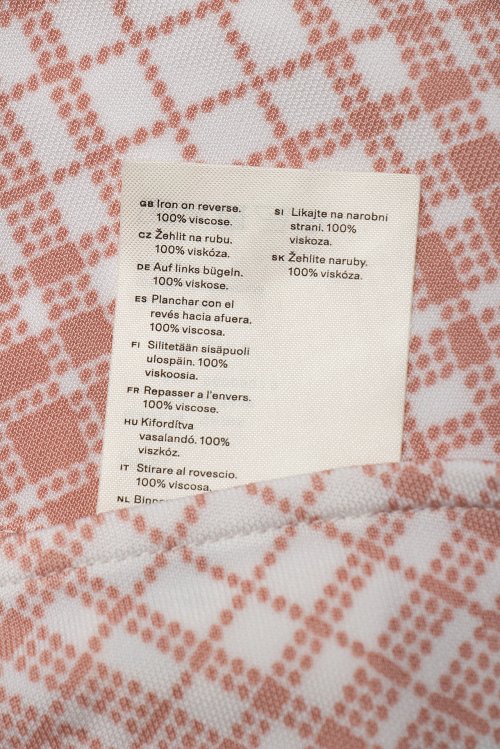 GB Iron on reverse.
100% viscose.
CZ Žehlit na rubu.
100% viskóza.
DE Auf links bügeln.
100% viskose.
ES Planchar con el
revés hacia afuera.
100% viscosa.
FI Silitetään sisäpuoli
ulospäin. 100%
viskoosia.
FR Repasser a l'envers.
100% viscose.
HU Kifordítva
vasalandó. 100%
viszkóz.
IT Stirare al rovescio.
100% viscosa.
NL
SI Likajte na narobni
strani. 100%
viskoza.
SK Žehlite naruby.
100% viskóza.